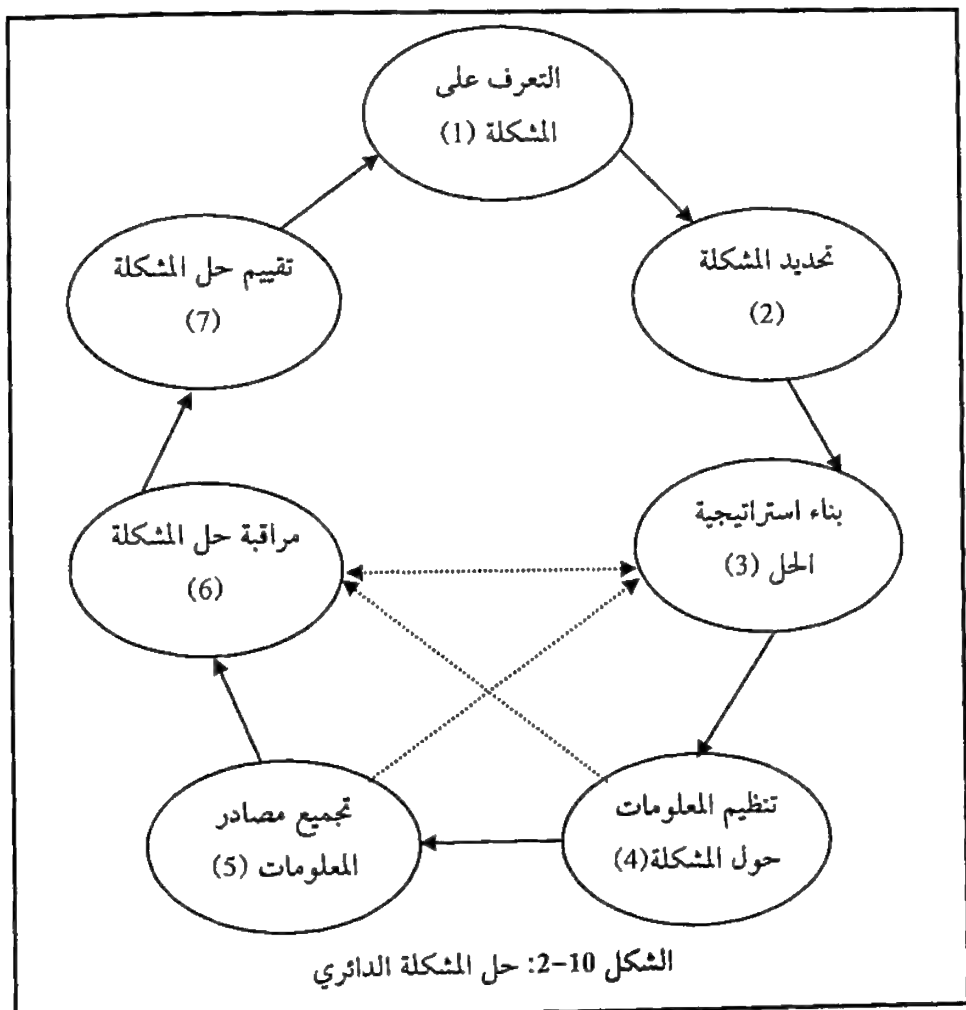 التعرف على
المشكلة (1)
تحديد المشكلة
(2)
بناء استراتيجية
الحل (3)
تنظيم المعلومات
حول المشكلة(4)
تجميع مصادر
المعلومات (5)
مراقبة حل المشكلة
(6)
تقييم حل المشكلة
(7)
الشكل 10-2: حل المشكلة الدائري